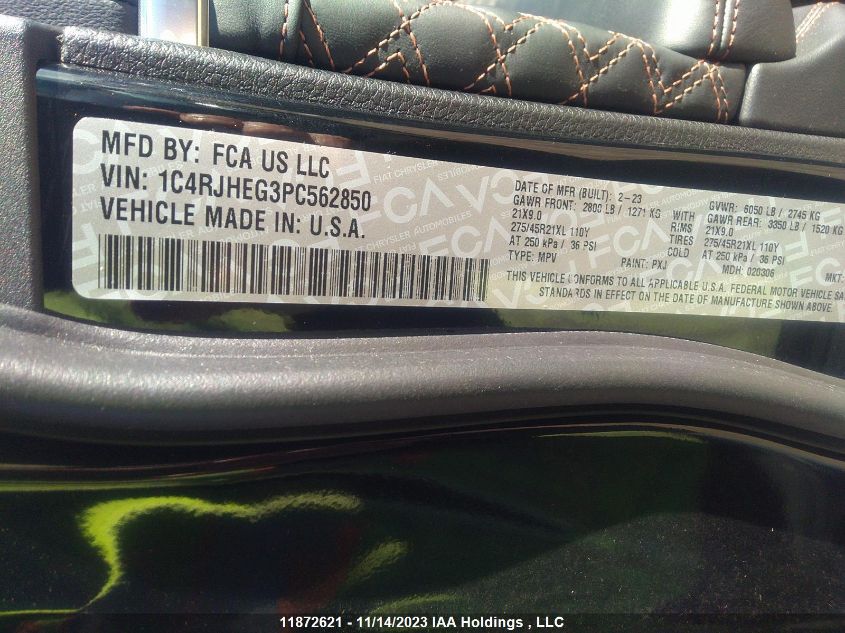 MFD BY: FCA US LLC
VIN: 1C4RJHEG3PC562850
VEHICLE MADE IN: U.S.A.
DATE OF MFR (BUILT): 2-23
GAWR FRONT: 2800 LB / 1271 KG
21X9.0
275/45R21XL 110Y
AT 250 kPa / 36 PSI
TYPE: MPV
WITH
RIMS
TIRES
COLD
PAINT: PXJ
GVWR: 6050 LB / 2745 KG
GAWR REAR: 3350 LB / 1520 KG
21X9.0
275/45R21XL 110Y
AT 250 kPa / 36 PSI
MDH: 020306
MKT:
THIS VEHICLE CONFORMS TO ALL APPLICABLE U.S.A. FEDERAL MOTOR VEHICLE SA
STANDARDS IN EFFECT ON THE DATE OF MANUFACTURE SHOWN ABOVE.
11872621 - 11/14/2023 IAA Holdings , LLC